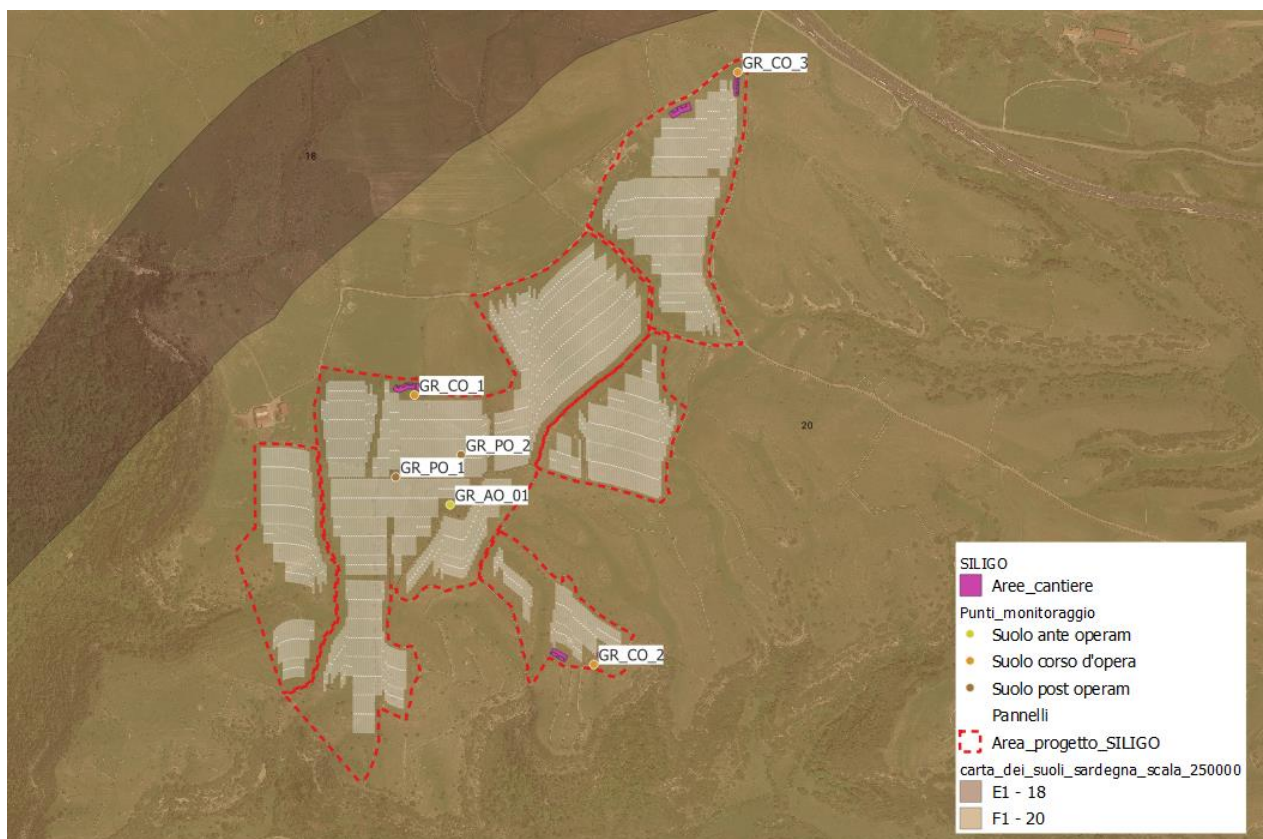 GR_CO_3
18
GR_CO_1
GR_PO_2
20
GR_PO_1
GR_AO_01
GR_CO_2
SILIGO
Aree_cantiere
Punti_monitoraggio
Suolo ante operam
Suolo corso d'opera
Suolo post operam
Pannelli
Area_progetto_SILIGO
carta_dei_suoli_sardegna_scala_250000
E1 - 18
F1 - 20